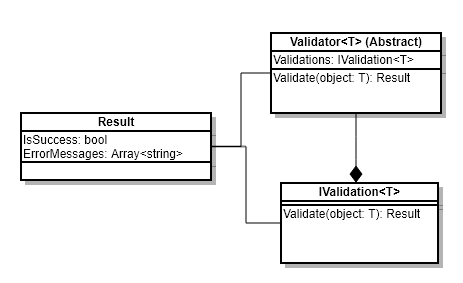 Validator<T> (Abstract)
Validations: IValidation<T>
Validate(object: T): Result
Result
IsSuccess: bool
ErrorMessages: Array<string>
IValidation<T>
Validate(object: T): Result